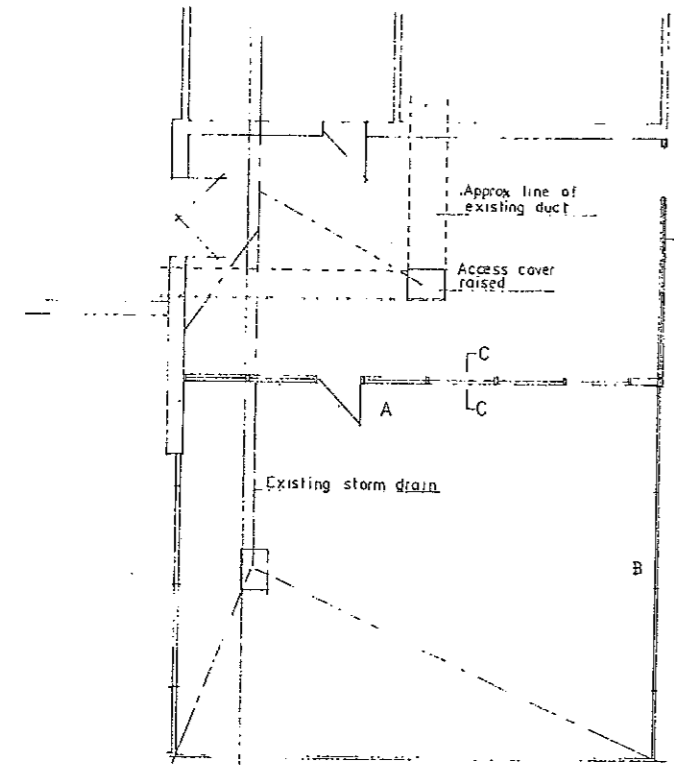 Approx line of
existing duct
Access cover
raised
C
C
A
Existing storm drain
B